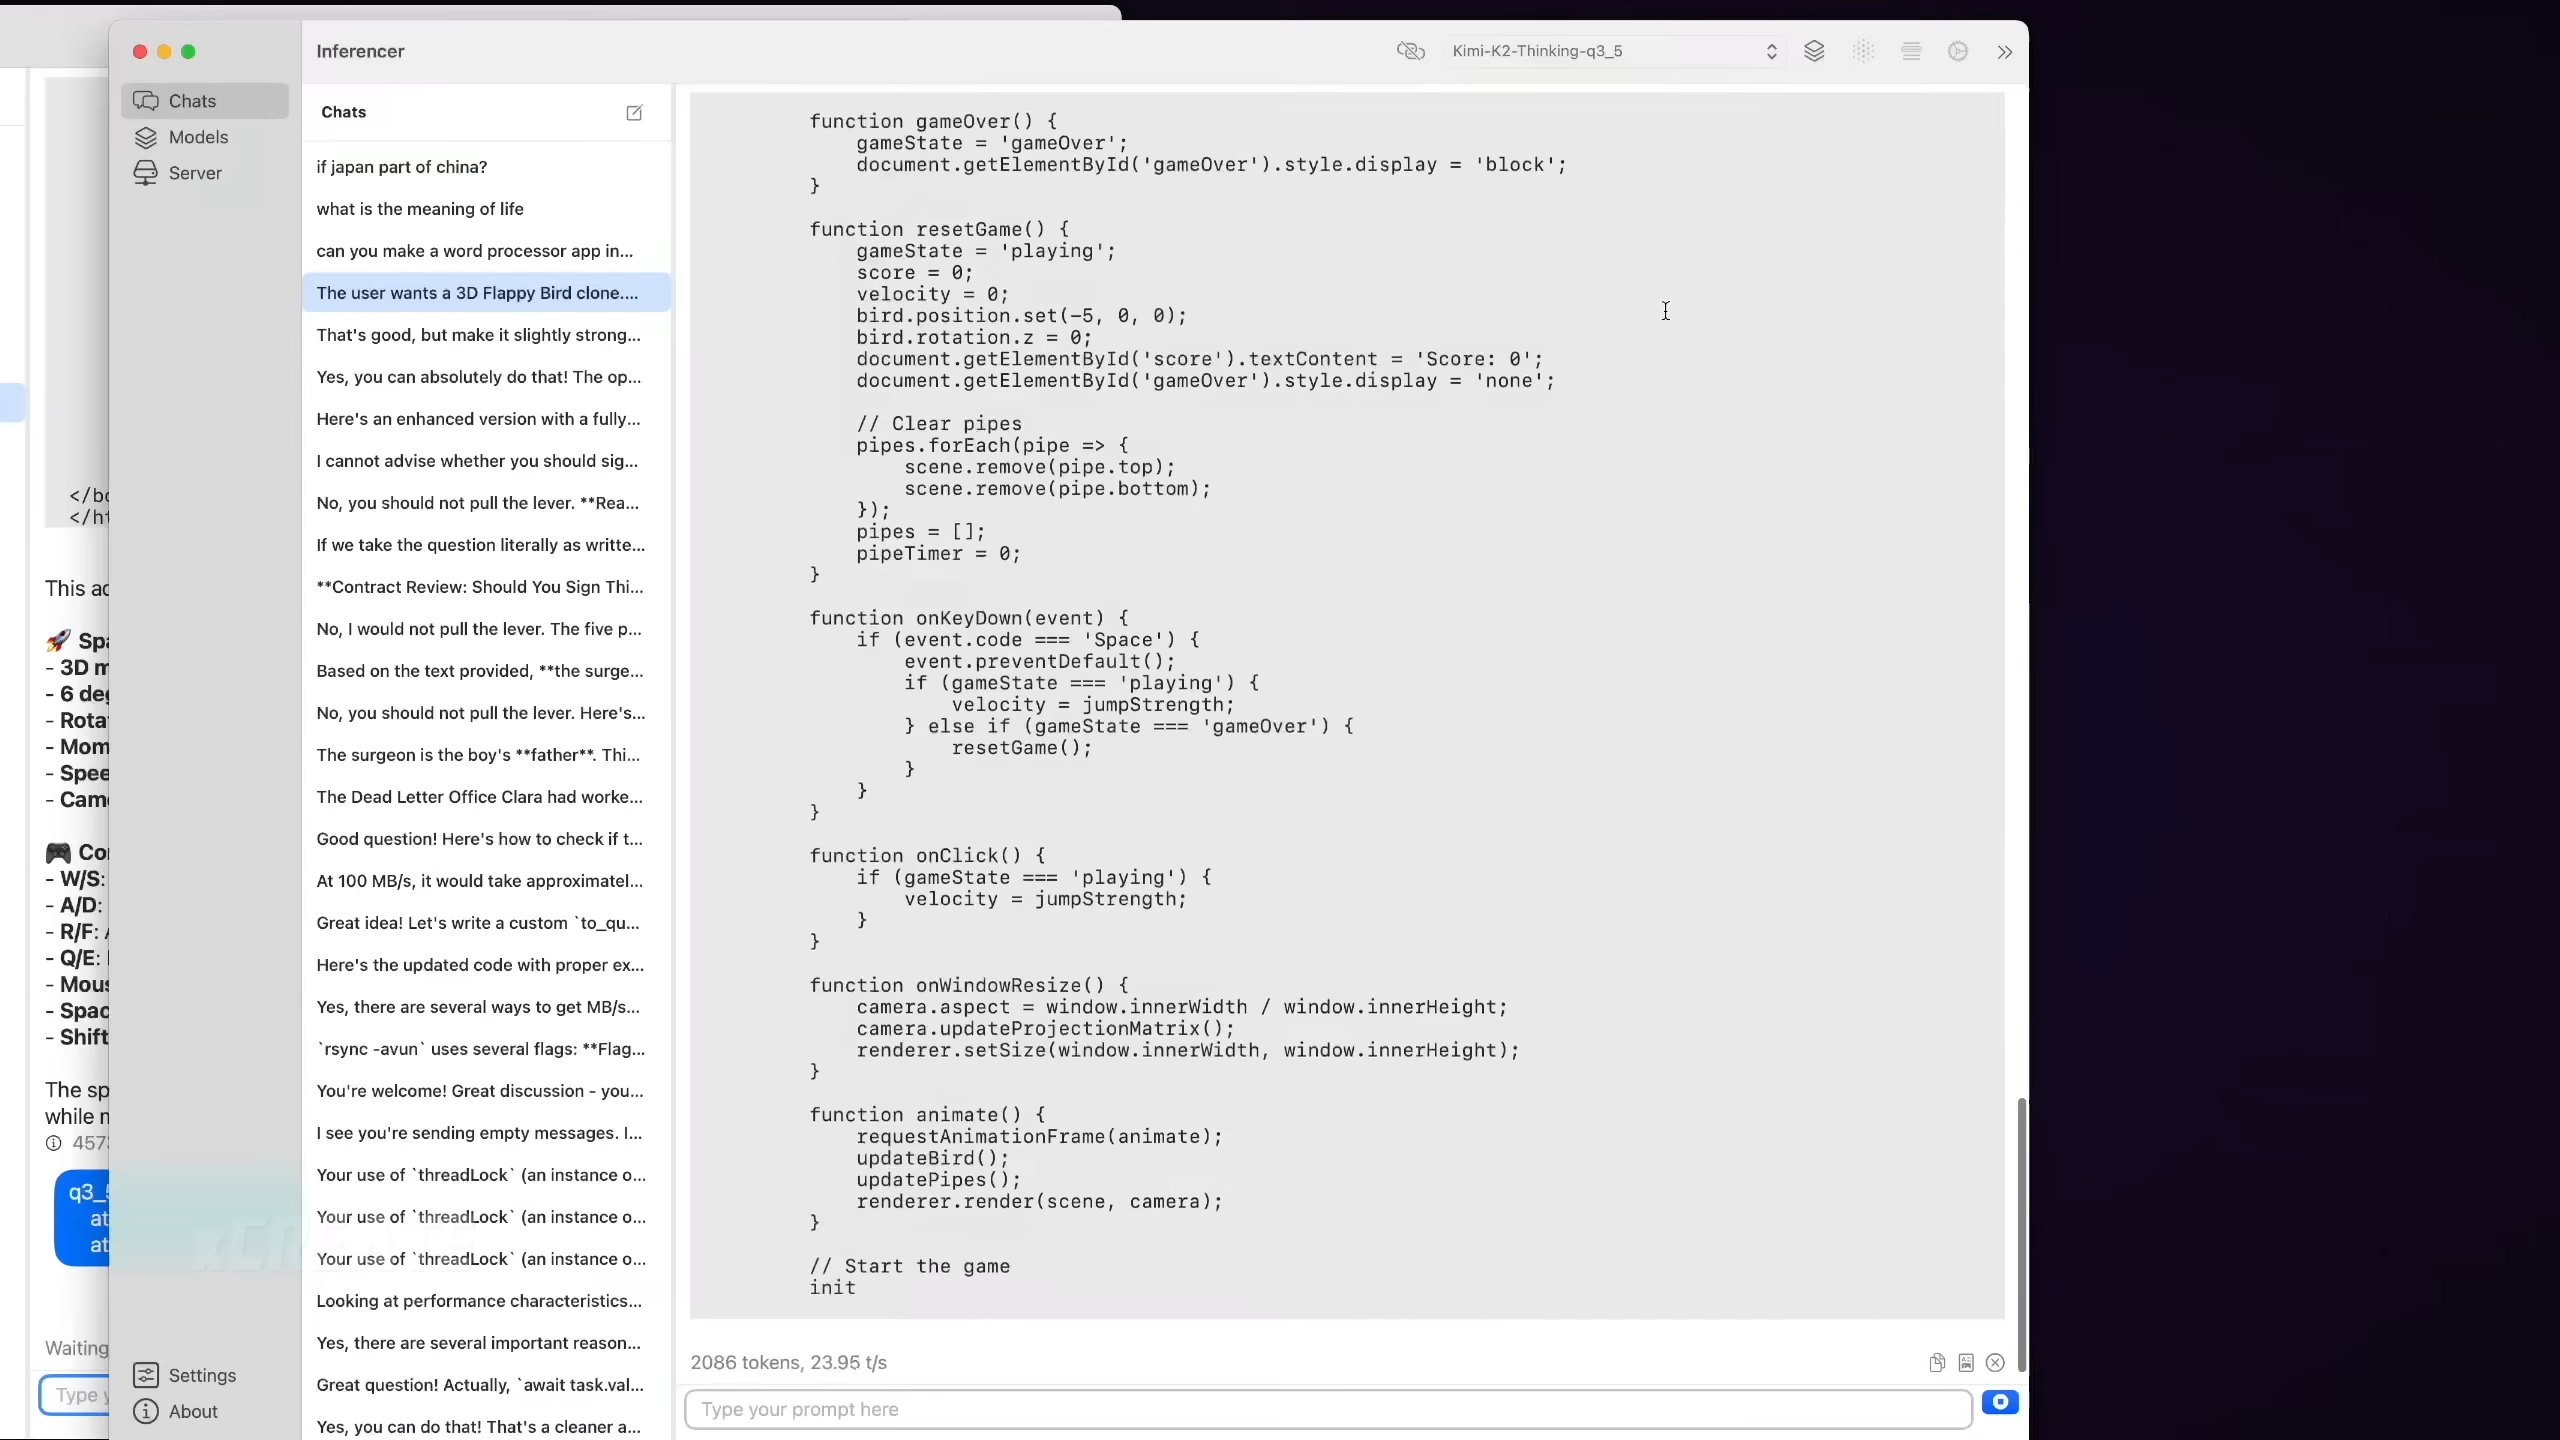 Inferencer
Kimi-K2-Thinking-q3_5
Chats
Models
Server
Settings
About
Chats
if japan part of china?
what is the meaning of life
can you make a word processor app in...
The user wants a 3D Flappy Bird clone....
That's good, but make it slightly strong...
Yes, you can absolutely do that! The op...
Here's an enhanced version with a fully...
I cannot advise whether you should sig...
No, you should not pull the lever. **Rea...
If we take the question literally as writte...
**Contract Review: Should You Sign Thi...
No, I would not pull the lever. The five p...
Based on the text provided, **the surge...
No, you should not pull the lever. Here's...
The surgeon is the boy's **father**. Thi...
The Dead Letter Office Clara had worke...
Good question! Here's how to check if t...
At 100 MB/s, it would take approximatel...
Great idea! Let's write a custom `to_qu...
Here's the updated code with proper ex...
Yes, there are several ways to get MB/s...
`rsync -avun` uses several flags: **Flag...
You're welcome! Great discussion - you...
I see you're sending empty messages. I...
Your use of `threadLock` (an instance o...
Your use of `threadLock` (an instance o...
Your use of `threadLock` (an instance o...
Looking at performance characteristics...
Yes, there are several important reason...
Great question! Actually, `await task.val...
Yes, you can do that! That's a cleaner a...
function gameOver() {
gameState = 'gameOver';
document.getElementById('gameOver').style.display = 'block';
}
function resetGame() {
gameState = 'playing';
score = 0;
velocity = 0;
bird.position.set(-5, 0, 0);
bird.rotation.z = 0;
document.getElementById('score').textContent = 'Score: 0';
document.getElementById('gameOver').style.display = 'none';
// Clear pipes
pipes.forEach(pipe => {
scene.remove(pipe.top);
scene.remove(pipe.bottom);
});
pipes = [];
pipeTimer = 0;
}
function onKeyDown(event) {
if (event.code === 'Space') {
event.preventDefault();
if (gameState === 'playing') {
velocity = jumpStrength;
} else if (gameState === 'gameOver') {
resetGame();
}
}
}
function onClick() {
if (gameState === 'playing') {
velocity = jumpStrength;
}
}
function onWindowResize() {
camera.aspect = window.innerWidth / window.innerHeight;
camera.updateProjectionMatrix();
renderer.setSize(window.innerWidth, window.innerHeight);
}
function animate() {
requestAnimationFrame(animate);
updateBird();
updatePipes();
renderer.render(scene, camera);
}
// Start the game
init
2086 tokens, 23.95 t/s
Type your prompt here
This
- 3D
- 6
- W/S:
- A/D:
- R/F:
- Q/E:
- Shift
The
while
Waiting
Type